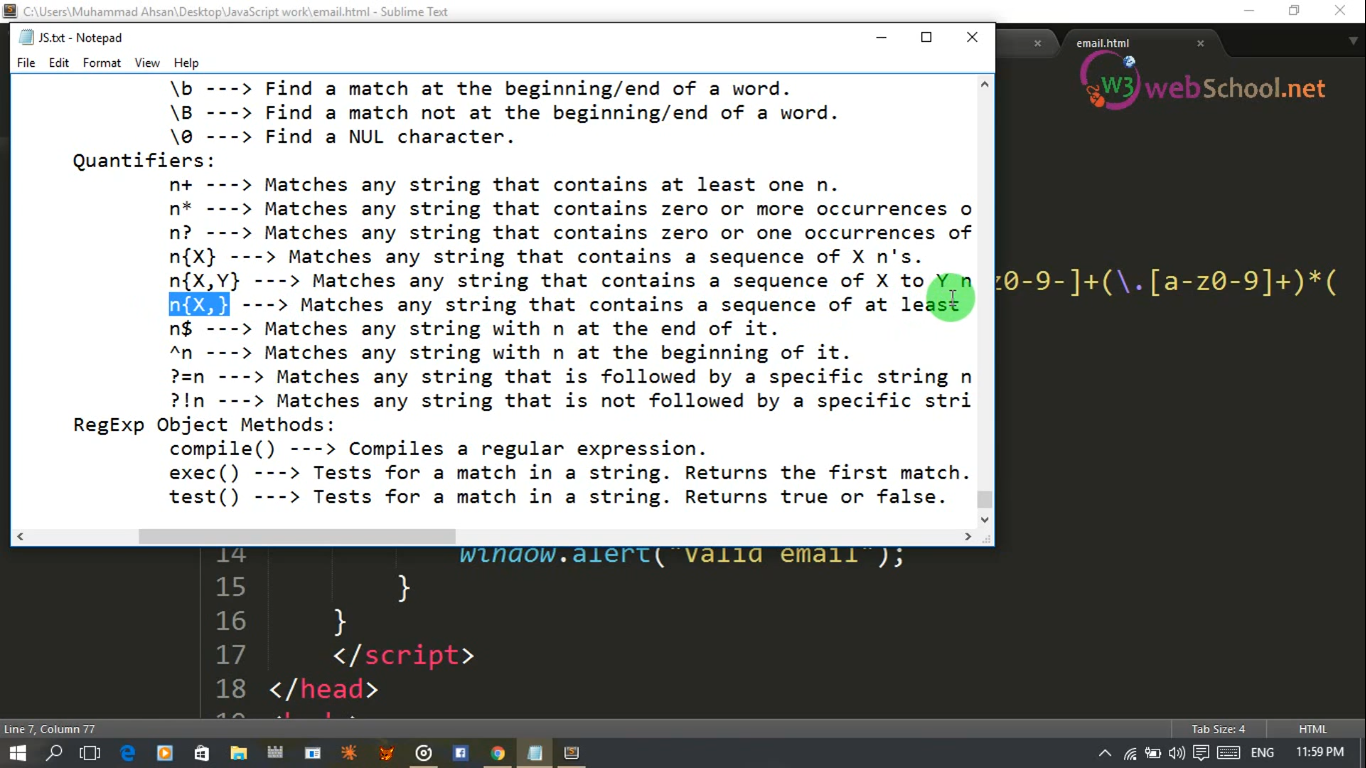 C:\Users\Muhammad Ahsan\Desktop\JavaScript work\email.html - Sublime Text
JS.txt - Notepad
email.html
File Edit Format View Help
W3webSchool.net
\b ---> Find a match at the beginning/end of a word.
\B ---> Find a match not at the beginning/end of a word.
\0 ---> Find a NUL character.
Quantifiers:
n+ ---> Matches any string that contains at least one n.
n* ---> Matches any string that contains zero or more occurrences o
n? ---> Matches any string that contains zero or one occurrences of
n{X} ---> Matches any string that contains a sequence of X n's.
n{X,Y} ---> Matches any string that contains a sequence of X to Y n
z0-9-]+(\.[a-z0-9]+)*(
n{X,} ---> Matches any string that contains a sequence of at least
n$ ---> Matches any string with n at the end of it.
^n ---> Matches any string with n at the beginning of it.
?=n ---> Matches any string that is followed by a specific string n
?!n ---> Matches any string that is not followed by a specific stri
RegExp Object Methods:
compile() ---> Compiles a regular expression.
exec() ---> Tests for a match in a string. Returns the first match.
test() ---> Tests for a match in a string. Returns true or false.
14 window.alert("Valid email");
15 }
16 }
17 </script>
18 </head>
Line 7, Column 77
Tab Size: 4
HTML
ENG
11:59 PM